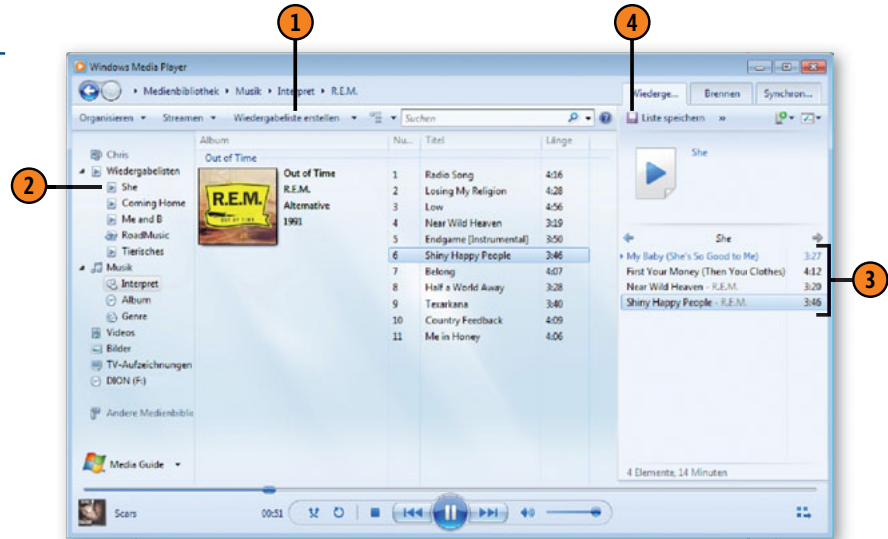 1
4
Windows Media Player
Medienbibliothek ▸ Musik ▸ Interpret ▸ R.E.M.
Wiederge...
Brennen
Synchron...
Organisieren
Streamen
Wiedergabeliste erstellen
Suchen
Liste speichern »
Album
Nu...
Titel
Länge
2
Chris
Wiedergabelisten
She
Coming Home
Me and B
RoadMusic
Tierisches
Musik
Interpret
Album
Genre
Videos
Bilder
TV-Aufzeichnungen
DION (F:)
Andere Medienbiblio
Media Guide
Out of Time
R.E.M.
OUT OF TIME
Out of Time
R.E.M.
Alternative
1991
1 Radio Song 4:16
2 Losing My Religion 4:28
3 Low 4:56
4 Near Wild Heaven 3:19
5 Endgame [Instrumental] 3:50
6 Shiny Happy People 3:46
7 Belong 4:07
8 Half a World Away 3:28
9 Texarkana 3:40
10 Country Feedback 4:09
11 Me in Honey 4:06
She
She
My Baby (She's So Good to Me) 3:27
First Your Money (Then You Clothes) 4:12
Near Wild Heaven - R.E.M. 3:20
Shiny Happy People - R.E.M. 3:46
3
4 Elemente, 14 Minuten
Scars
00:51